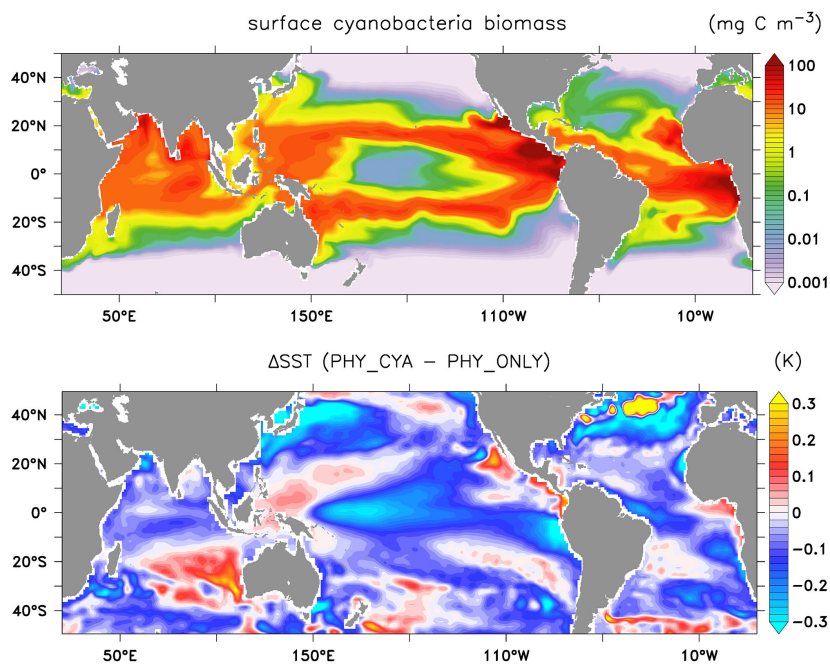 surface cyanobacteria biomass (mg C m⁻³)
40°N
20°N
0°
20°S
40°S
50°E 150°E 110°W 10°W
100
10
1
0.1
0.01
0.001
ΔSST (PHY_CYA – PHY_ONLY) (K)
40°N
20°N
0°
20°S
40°S
50°E 150°E 110°W 10°W
0.3
0.2
0.1
0
−0.1
−0.2
−0.3